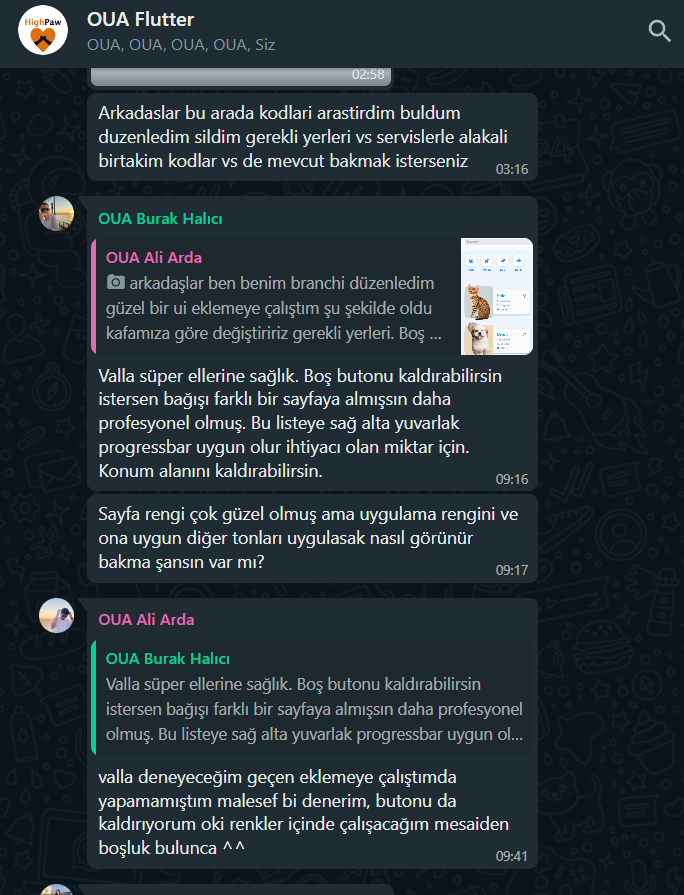 HighPaw
OUA Flutter
OUA, OUA, OUA, OUA, Siz
02:58
Arkadaslar bu arada kodlari arastirdim buldum
duzenledim sildim gerekli yerleri vs servislerle alakali
birtakim kodlar vs de mevcut bakmak isterseniz
03:16
OUA Burak Halıcı
OUA Ali Arda
arkadaşlar ben benim branchi düzenledim
güzel bir ui eklemeye çalıştım şu şekilde oldu
kafamıza göre değiştiririz gerekli yerleri. Boş ...
Valla süper ellerine sağlık. Boş butonu kaldırabilirsin
istersen bağışı farklı bir sayfaya almışsın daha
profesyonel olmuş. Bu listeye sağ alta yuvarlak
progressbar uygun olur ihtiyacı olan miktar için.
Konum alanını kaldırabilirsin.
09:16
Sayfa rengi çok güzel olmuş ama uygulama rengini ve
ona uygun diğer tonları uygulasak nasıl görünür
bakma şansın var mı?
09:17
OUA Ali Arda
OUA Burak Halıcı
Valla süper ellerine sağlık. Boş butonu kaldırabilirsin
istersen bağışı farklı bir sayfaya almışsın daha profesyonel
olmuş. Bu listeye sağ alta yuvarlak progressbar uygun ol...
valla deneyeceğim geçen eklemeye çalıştımda
yapamamıştım malesef bi denerim, butonu da
kaldırıyorum oki renkler içinde çalışacağım mesaiden
boşluk bulunca ^^
09:41